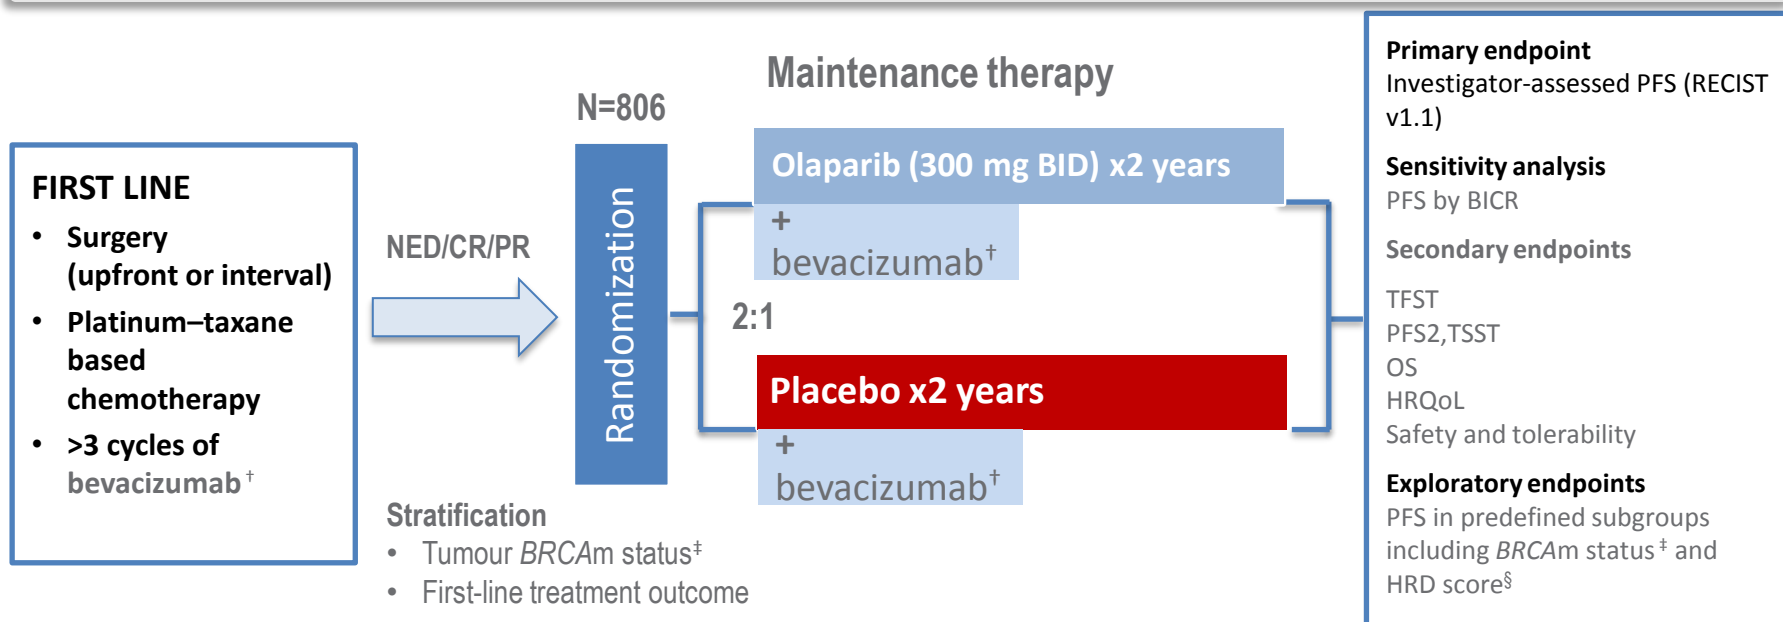 FIRST LINE
• Surgery
(upfront or interval)
• Platinum–taxane
based
chemotherapy
• >3 cycles of
bevacizumab†
NED/CR/PR
N=806
Randomization
Stratification
• Tumour BRCAm status‡
• First-line treatment outcome
Maintenance therapy
Olaparib (300 mg BID) x2 years
+
bevacizumab†
2:1
Placebo x2 years
+
bevacizumab†
Primary endpoint
Investigator-assessed PFS (RECIST
v1.1)
Sensitivity analysis
PFS by BICR
Secondary endpoints
TFST
PFS2,TSST
OS
HRQoL
Safety and tolerability
Exploratory endpoints
PFS in predefined subgroups
including BRCAm status‡ and
HRD score§